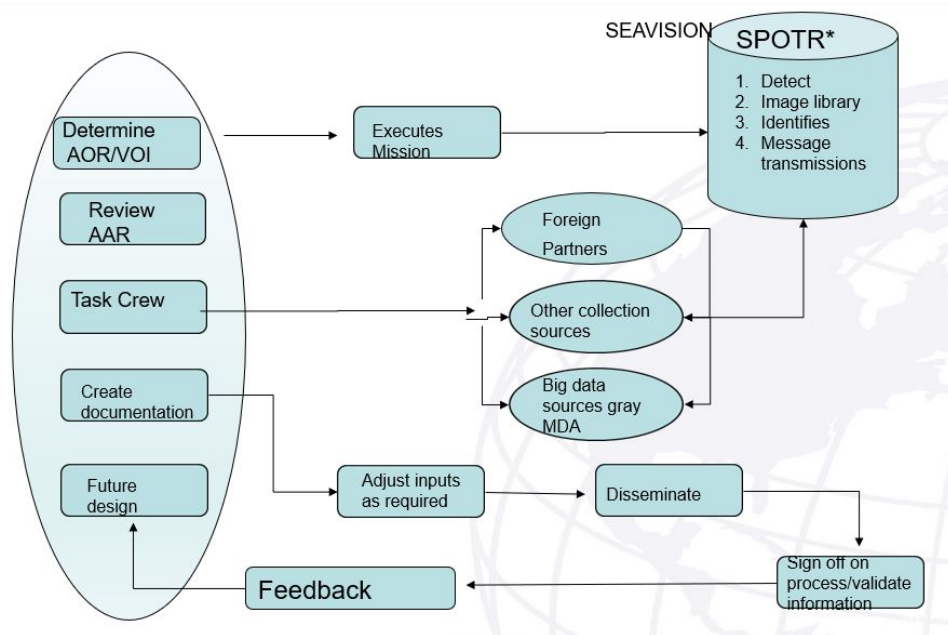 SEAVISION
SPOTR*
1. Detect
2. Image library
3. Identifies
4. Message
transmissions
Determine
AOR/VOI
Executes
Mission
Review
AAR
Foreign
Partners
Task Crew
Other collection
sources
Create
documentation
Big data
sources gray
MDA
Future
design
Adjust inputs
as required
Disseminate
Sign off on
process/validate
information
Feedback